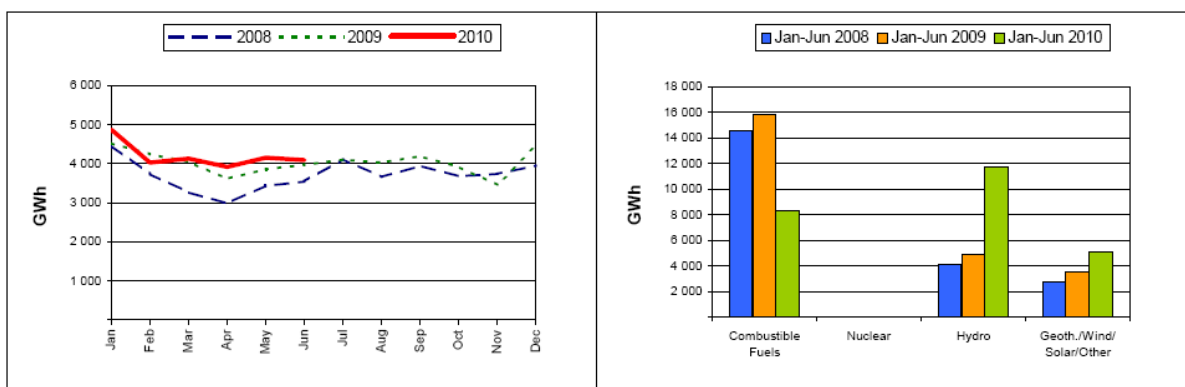 2008 2009 2010
6 000
5 000
4 000
3 000
2 000
1 000
GWh
Jan Feb Mar Apr May Jun Jul Aug Sep Oct Nov Dec
Jan-Jun 2008 Jan-Jun 2009 Jan-Jun 2010
18 000
16 000
14 000
12 000
10 000
8 000
6 000
4 000
2 000
GWh
Combustible Nuclear Hydro Geoth./Wind/
Fuels Solar/Other